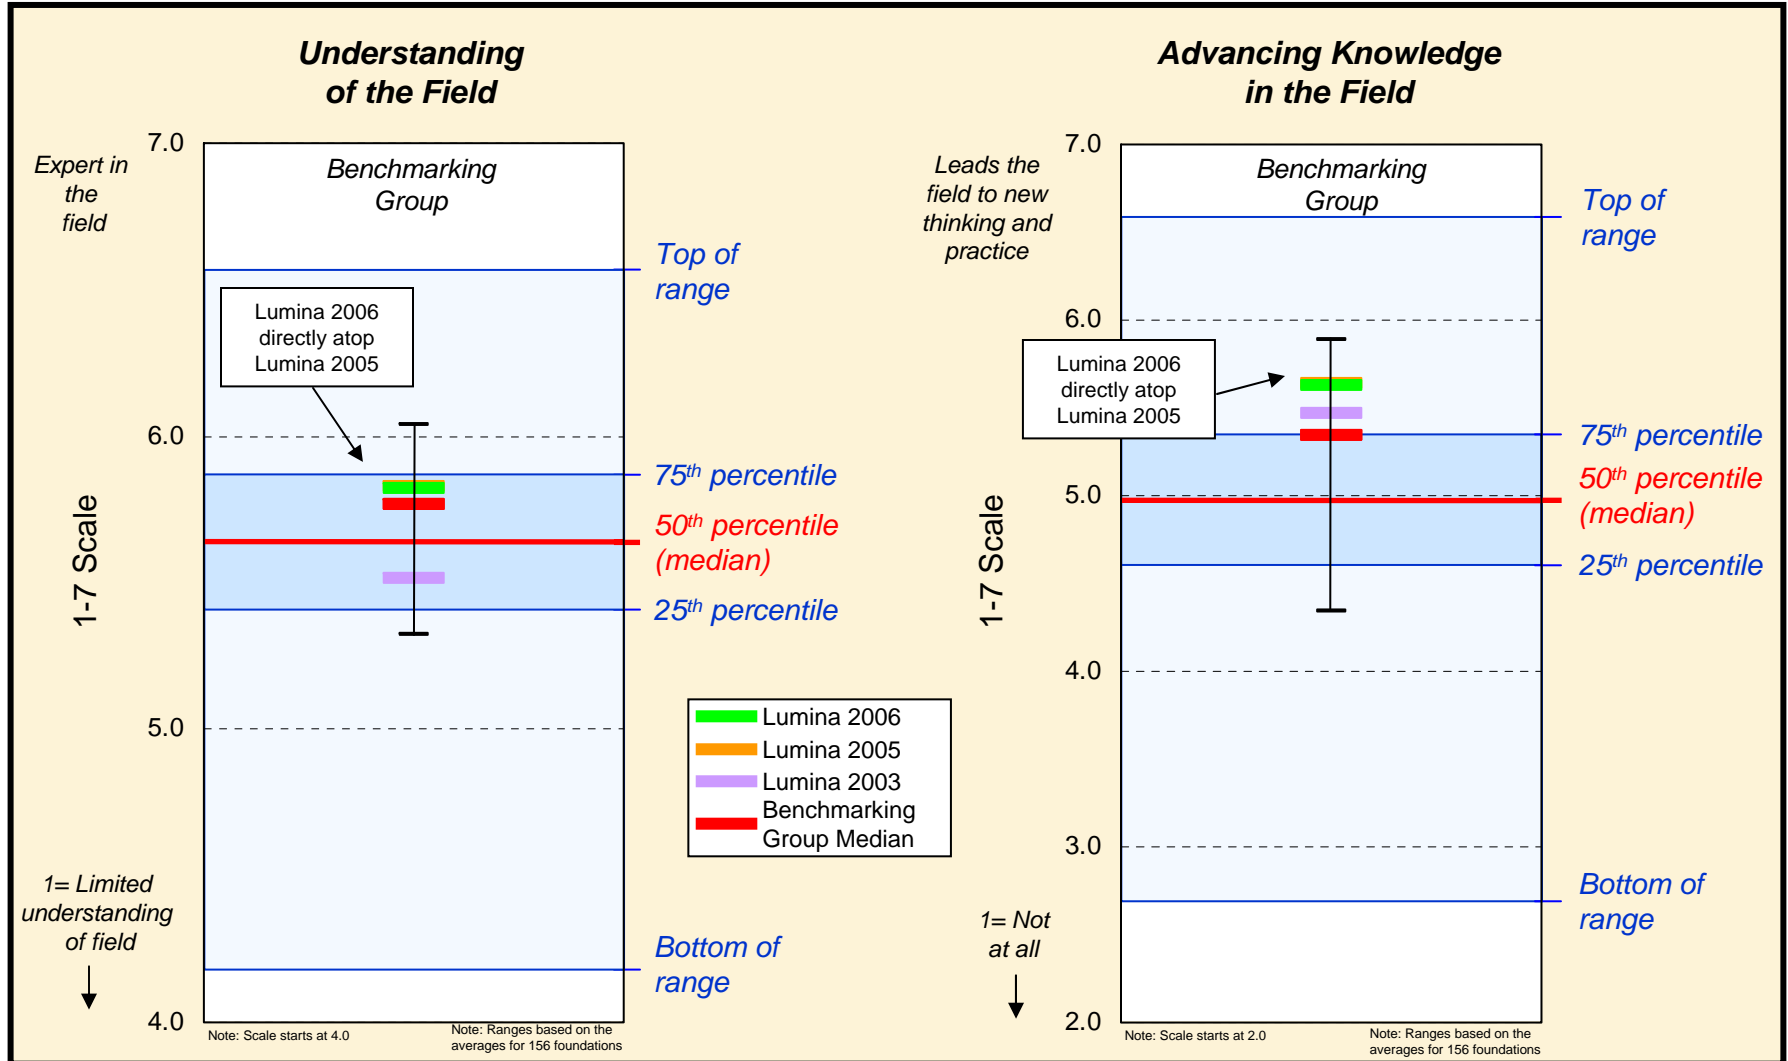 Understanding
of the Field
Expert in
the
field
7.0
6.0
5.0
4.0
1-7 Scale
1= Limited
understanding
of field
Benchmarking
Group
Lumina 2006
directly atop
Lumina 2005
Top of
range
75th percentile
50th percentile
(median)
25th percentile
Bottom of
range
Note: Scale starts at 4.0
Note: Ranges based on the
averages for 156 foundations
Lumina 2006
Lumina 2005
Lumina 2003
Benchmarking
Group Median
Advancing Knowledge
in the Field
Leads the
field to new
thinking and
practice
7.0
6.0
5.0
4.0
3.0
2.0
1-7 Scale
1= Not
at all
Benchmarking
Group
Lumina 2006
directly atop
Lumina 2005
Top of
range
75th percentile
50th percentile
(median)
25th percentile
Bottom of
range
Note: Scale starts at 2.0
Note: Ranges based on the
averages for 156 foundations